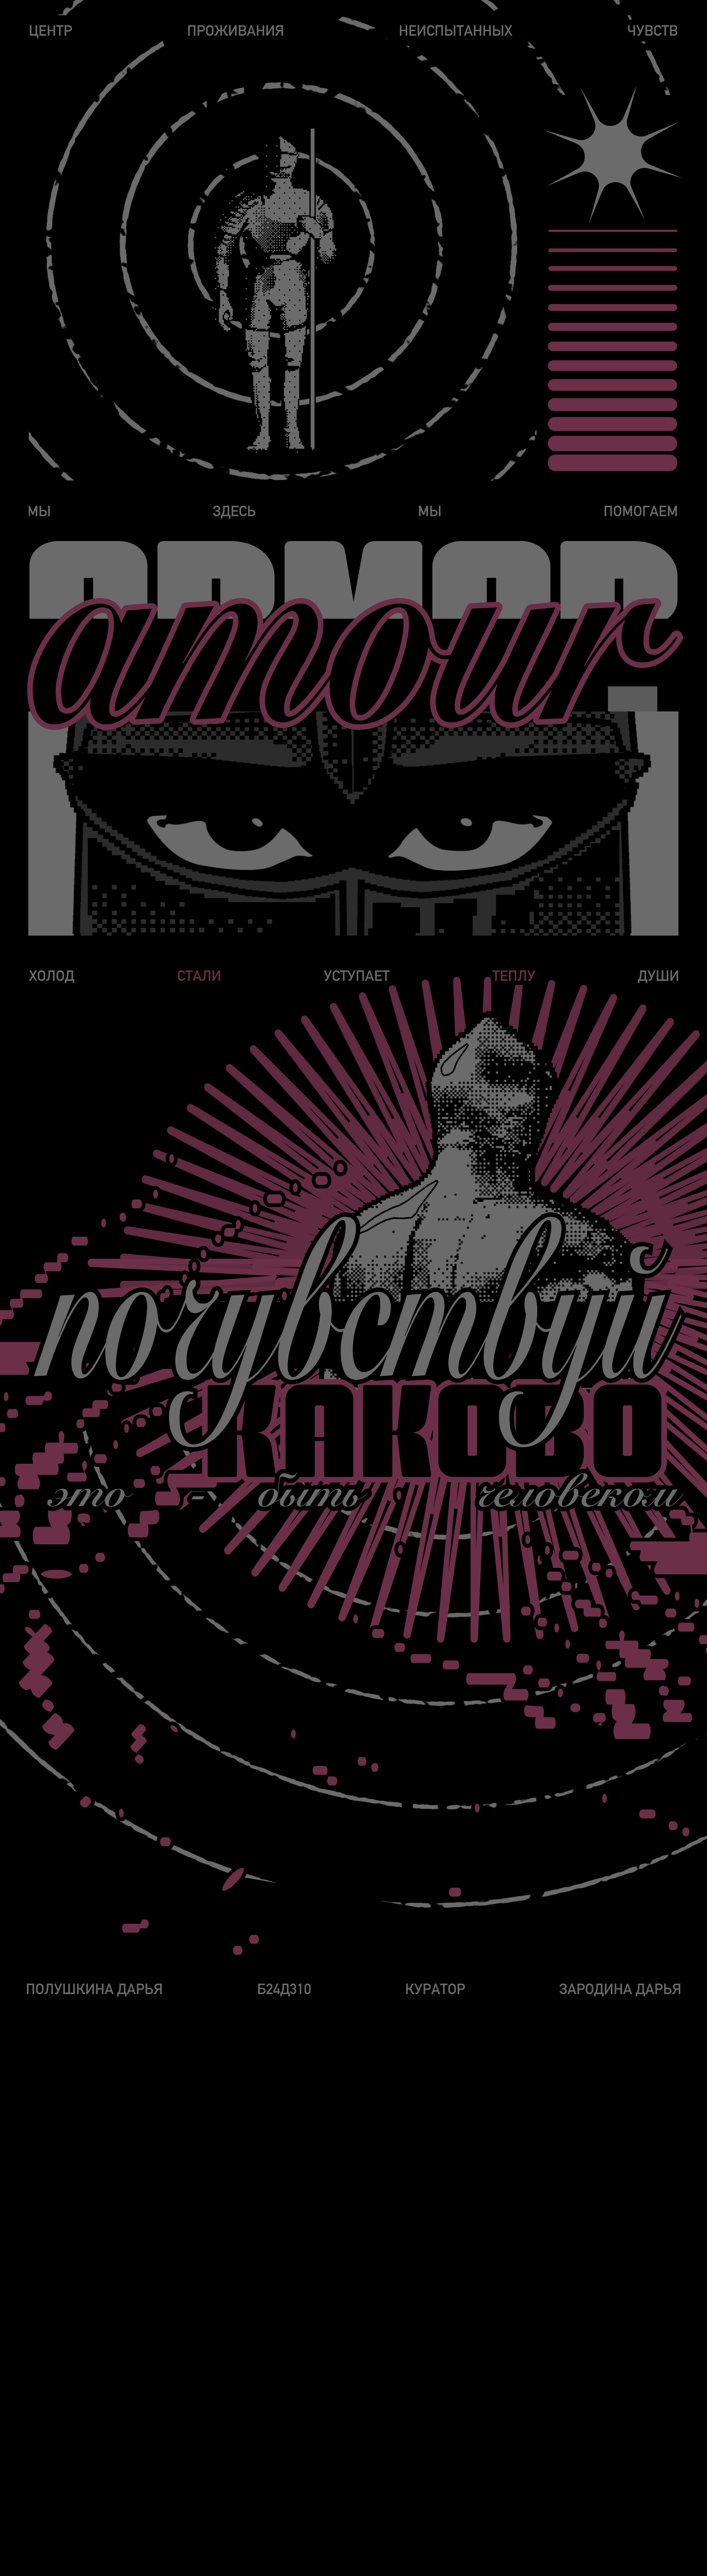 ЦЕНТР ПРОЖИВАНИЯ НЕИСПЫТАННЫХ ЧУВСТВ
МЫ ЗДЕСЬ МЫ ПОМОГАЕМ
ARMOR
amour
ХОЛОД СТАЛИ УСТУПАЕТ ТЕПЛУ ДУШИ
почувствуй
КАКОВО
это - быть человеком
ПОЛУШКИНА ДАРЬЯ Б24Д310 КУРАТОР ЗАРОДИНА ДАРЬЯ